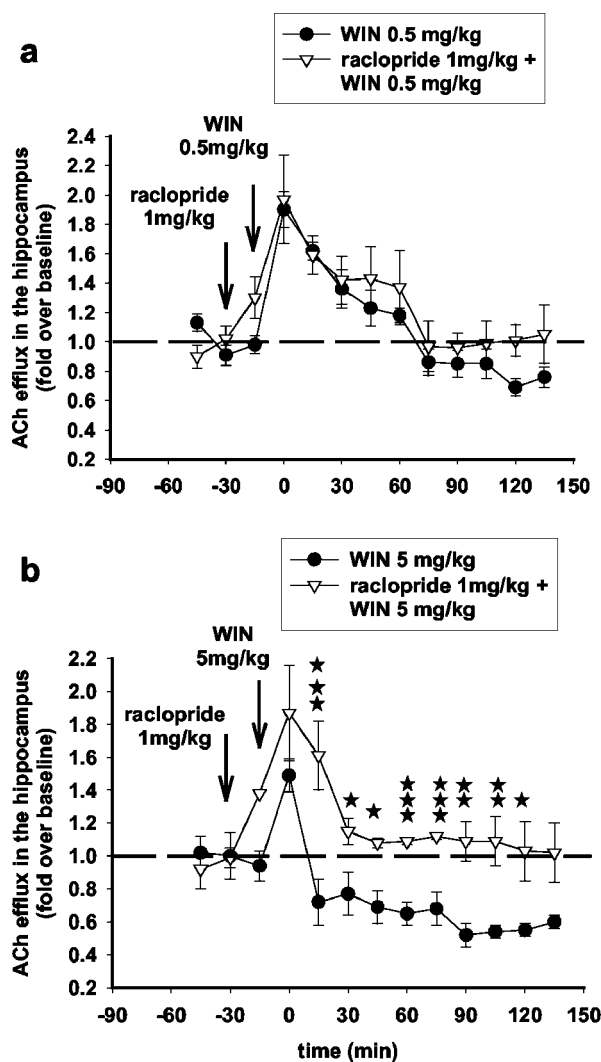 a
WIN 0.5 mg/kg
raclopride 1mg/kg +
WIN 0.5 mg/kg
ACh efflux in the hippocampus
(fold over baseline)
2.4
2.2
2.0
1.8
1.6
1.4
1.2
1.0
0.8
0.6
0.4
0.2
WIN
0.5mg/kg
raclopride
1mg/kg
-90 -60 -30 0 30 60 90 120 150
b
WIN 5 mg/kg
raclopride 1mg/kg +
WIN 5 mg/kg
ACh efflux in the hippocampus
(fold over baseline)
2.2
2.0
1.8
1.6
1.4
1.2
1.0
0.8
0.6
0.4
0.2
WIN
5mg/kg
raclopride
1mg/kg
-90 -60 -30 0 30 60 90 120 150
time (min)